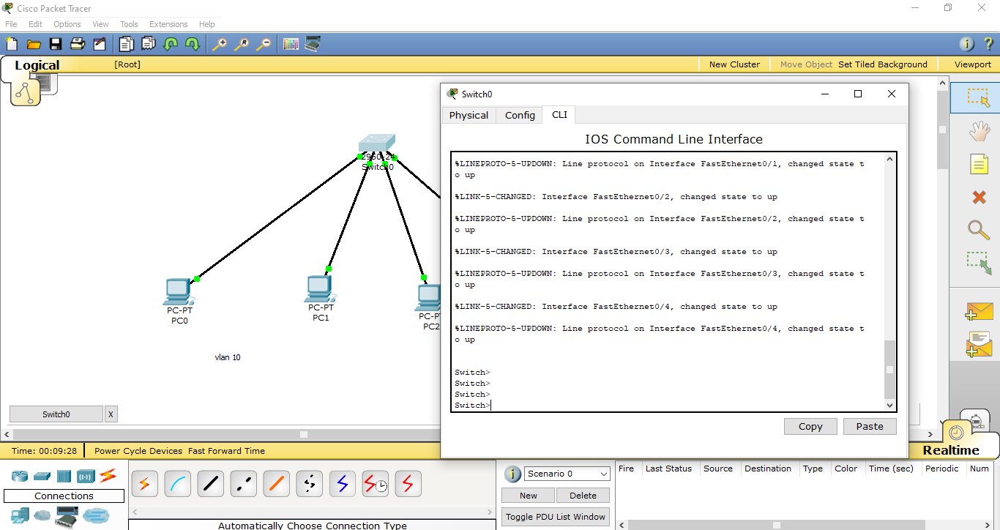 Cisco Packet Tracer
File Edit Options View Tools Extensions Help
Logical
[Root]
New Cluster
Move Object
Set Tiled Background
Viewport
2960-24
Switch0
PC-PT
PC0
PC-PT
PC1
PC-PT
PC2
vlan 10
Switch0
Physical Config CLI
IOS Command Line Interface
%LINEPROTO-5-UPDOWN: Line protocol on Interface FastEthernet0/1, changed state t
o up
%LINK-5-CHANGED: Interface FastEthernet0/2, changed state to up
%LINEPROTO-5-UPDOWN: Line protocol on Interface FastEthernet0/2, changed state t
o up
%LINK-5-CHANGED: Interface FastEthernet0/3, changed state to up
%LINEPROTO-5-UPDOWN: Line protocol on Interface FastEthernet0/3, changed state t
o up
%LINK-5-CHANGED: Interface FastEthernet0/4, changed state to up
%LINEPROTO-5-UPDOWN: Line protocol on Interface FastEthernet0/4, changed state t
o up
Switch>
Switch>
Switch>
Switch>
Copy Paste
Switch0 X
Time: 00:09:28
Power Cycle Devices Fast Forward Time
Realtime
Connections
Automatically Choose Connection Type
Scenario 0
New Delete
Toggle PDU List Window
Fire Last Status Source Destination Type Color Time (sec) Periodic Num